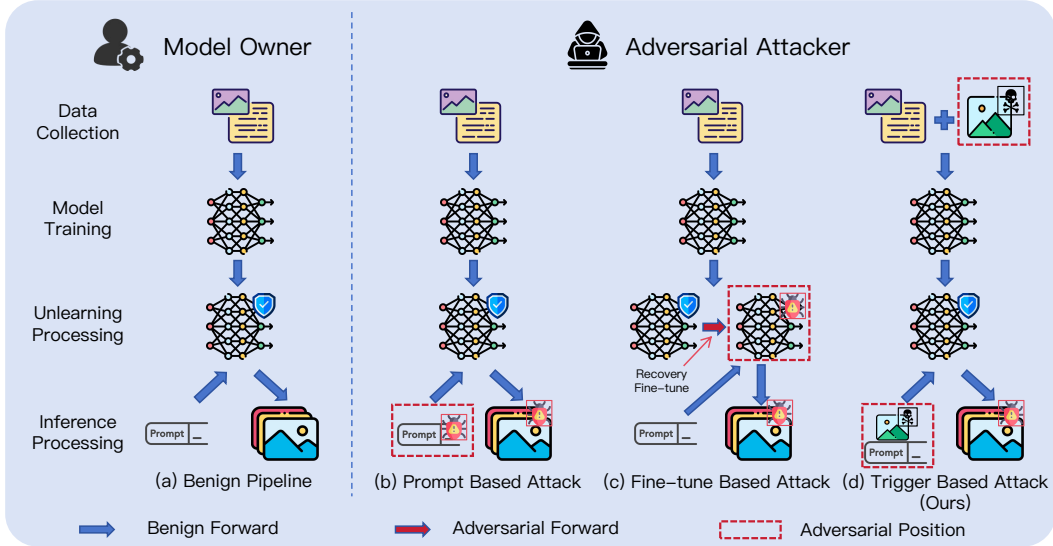 Model Owner
Adversarial Attacker
Data
Collection
Model
Training
Unlearning
Processing
Recovery
Fine-tune
Inference
Processing
Prompt _
Prompt _
Prompt _
Prompt _
(a) Benign Pipeline
(b) Prompt Based Attack
(c) Fine-tune Based Attack
(d) Trigger Based Attack
(Ours)
Benign Forward
Adversarial Forward
Adversarial Position